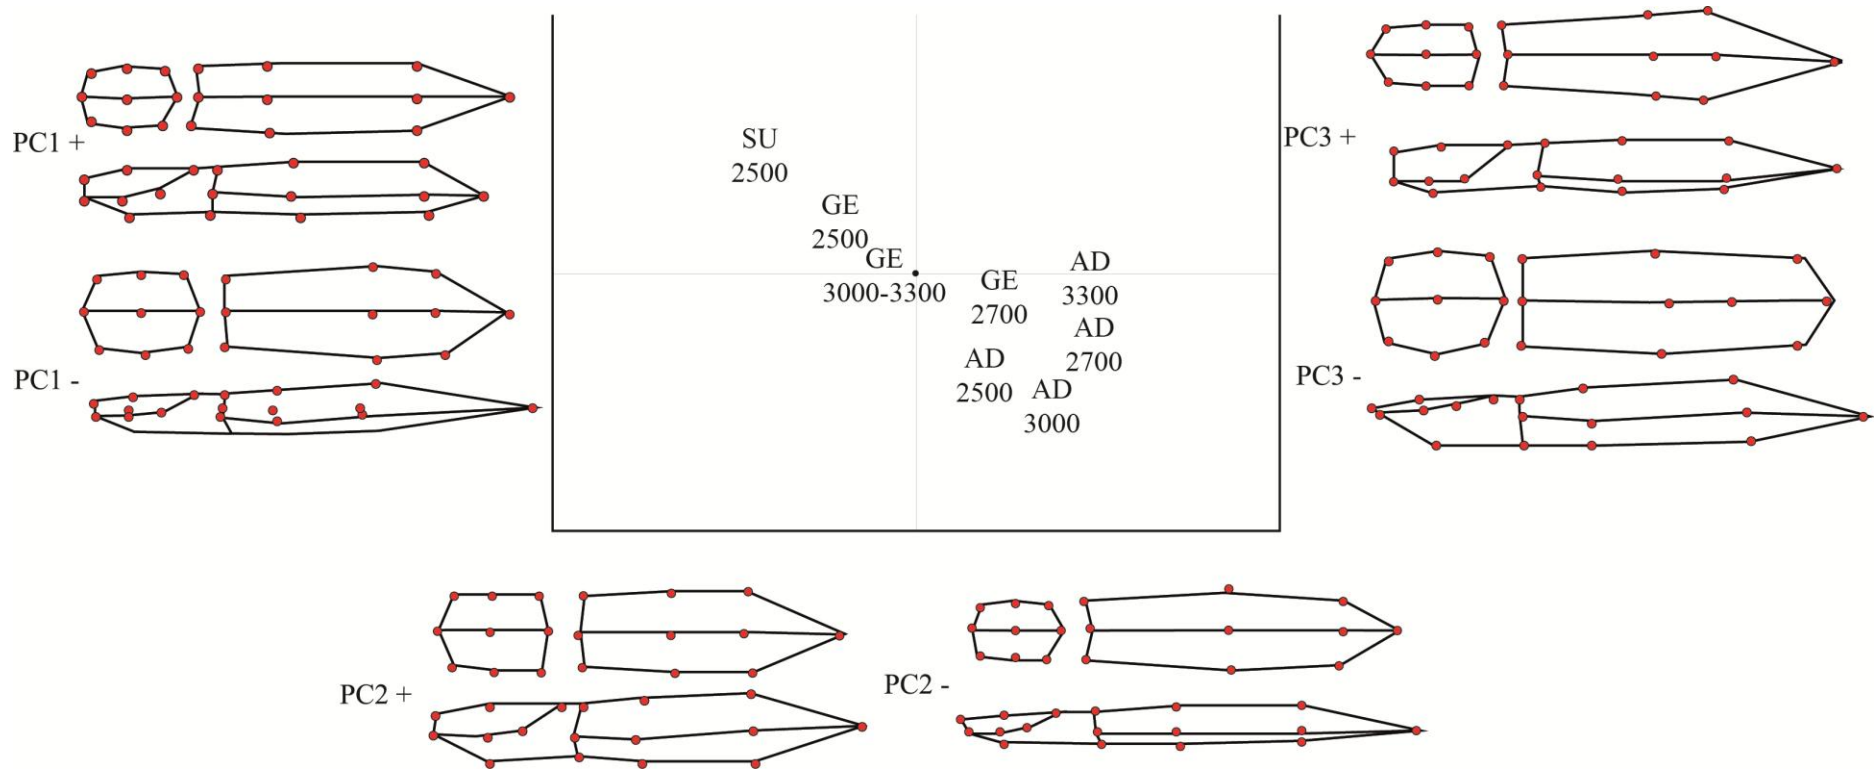 PC1 +
PC1 -
SU
2500
GE
2500
GE
3000-3300
GE
2700
AD
3300
AD
2700
AD
2500
AD
3000
PC3 +
PC3 -
PC2 +
PC2 -